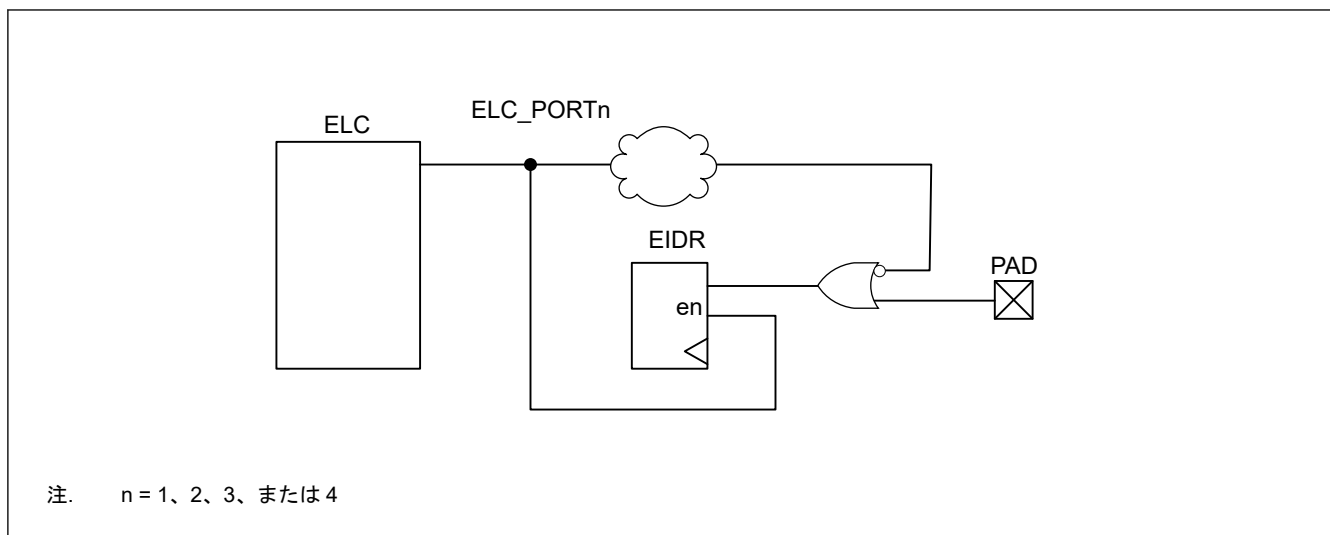 ELC_PORTn
ELC
EIDR
PAD
en
注. n = 1、2、3、または 4